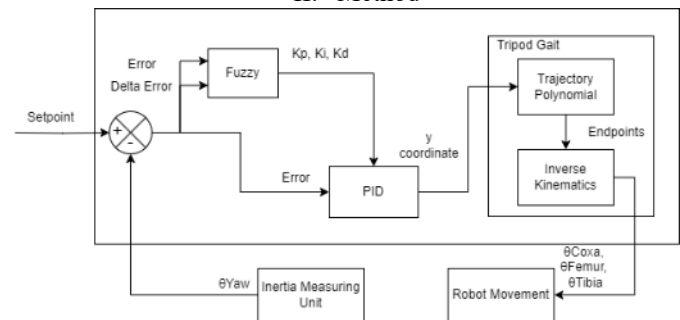 Error
Delta Error
Fuzzy
Kp, Ki, Kd
Tripod Gait
Trajectory
Polynomial
Setpoint
+
-
Endpoints
y
coordinate
Error
PID
Inverse
Kinematics
θYaw
Inertia Measuring
Unit
Robot Movement
θCoxa,
θFemur,
θTibia